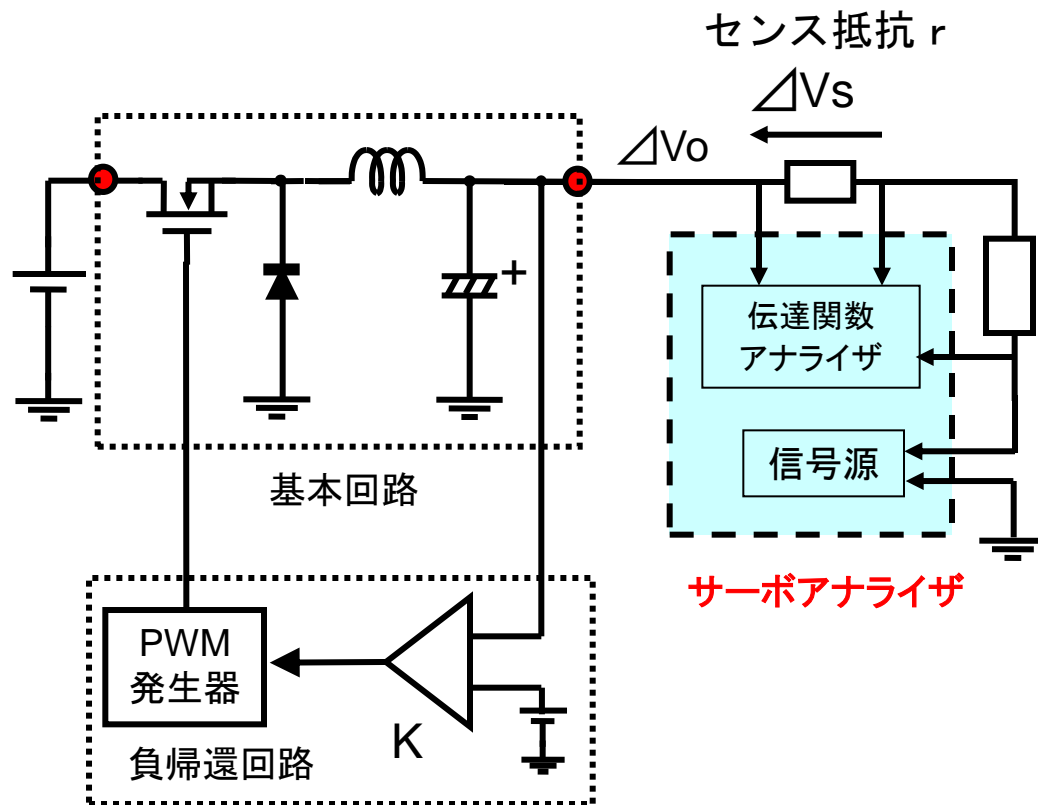 センス抵抗 r
⊿Vs
⊿Vo
+
伝達関数
アナライザ
信号源
基本回路
サーボアナライザ
PWM
発生器
K
負帰還回路